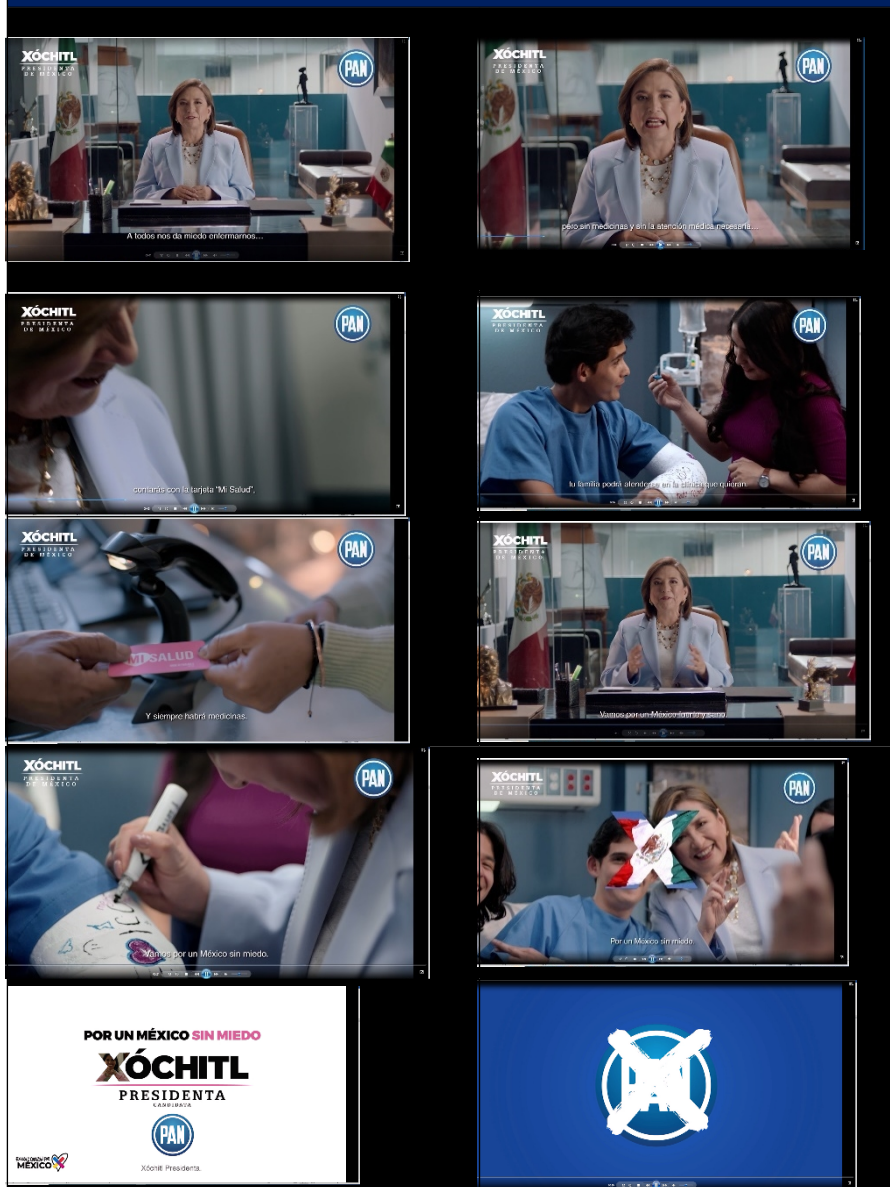 XÓCHITL
PRESIDENTA
DE MÉXICO
PAN
A todos nos da miedo enfermarnos...
XÓCHITL
PRESIDENTA
DE MÉXICO
PAN
pero sin medicinas y sin la atención médica necesaria...
XÓCHITL
PRESIDENTA
DE MÉXICO
PAN
contarás con la tarjeta “Mi Salud”,
XÓCHITL
PRESIDENTA
DE MÉXICO
PAN
tu familia podrá atenderse en la clínica que quieran.
XÓCHITL
PRESIDENTA
DE MÉXICO
PAN
MI SALUD
Y siempre habrá medicinas.
XÓCHITL
PRESIDENTA
DE MÉXICO
PAN
Vamos por un México fuerte y sano
XÓCHITL
PRESIDENTA
DE MÉXICO
PAN
Vamos por un México sin miedo.
XÓCHITL
PRESIDENTA
DE MÉXICO
PAN
Por un México sin miedo.
POR UN MÉXICO SIN MIEDO
XÓCHITL
PRESIDENTA
CANDIDATA
PAN
MÉXICO
Xóchitl Presidenta.
PAN